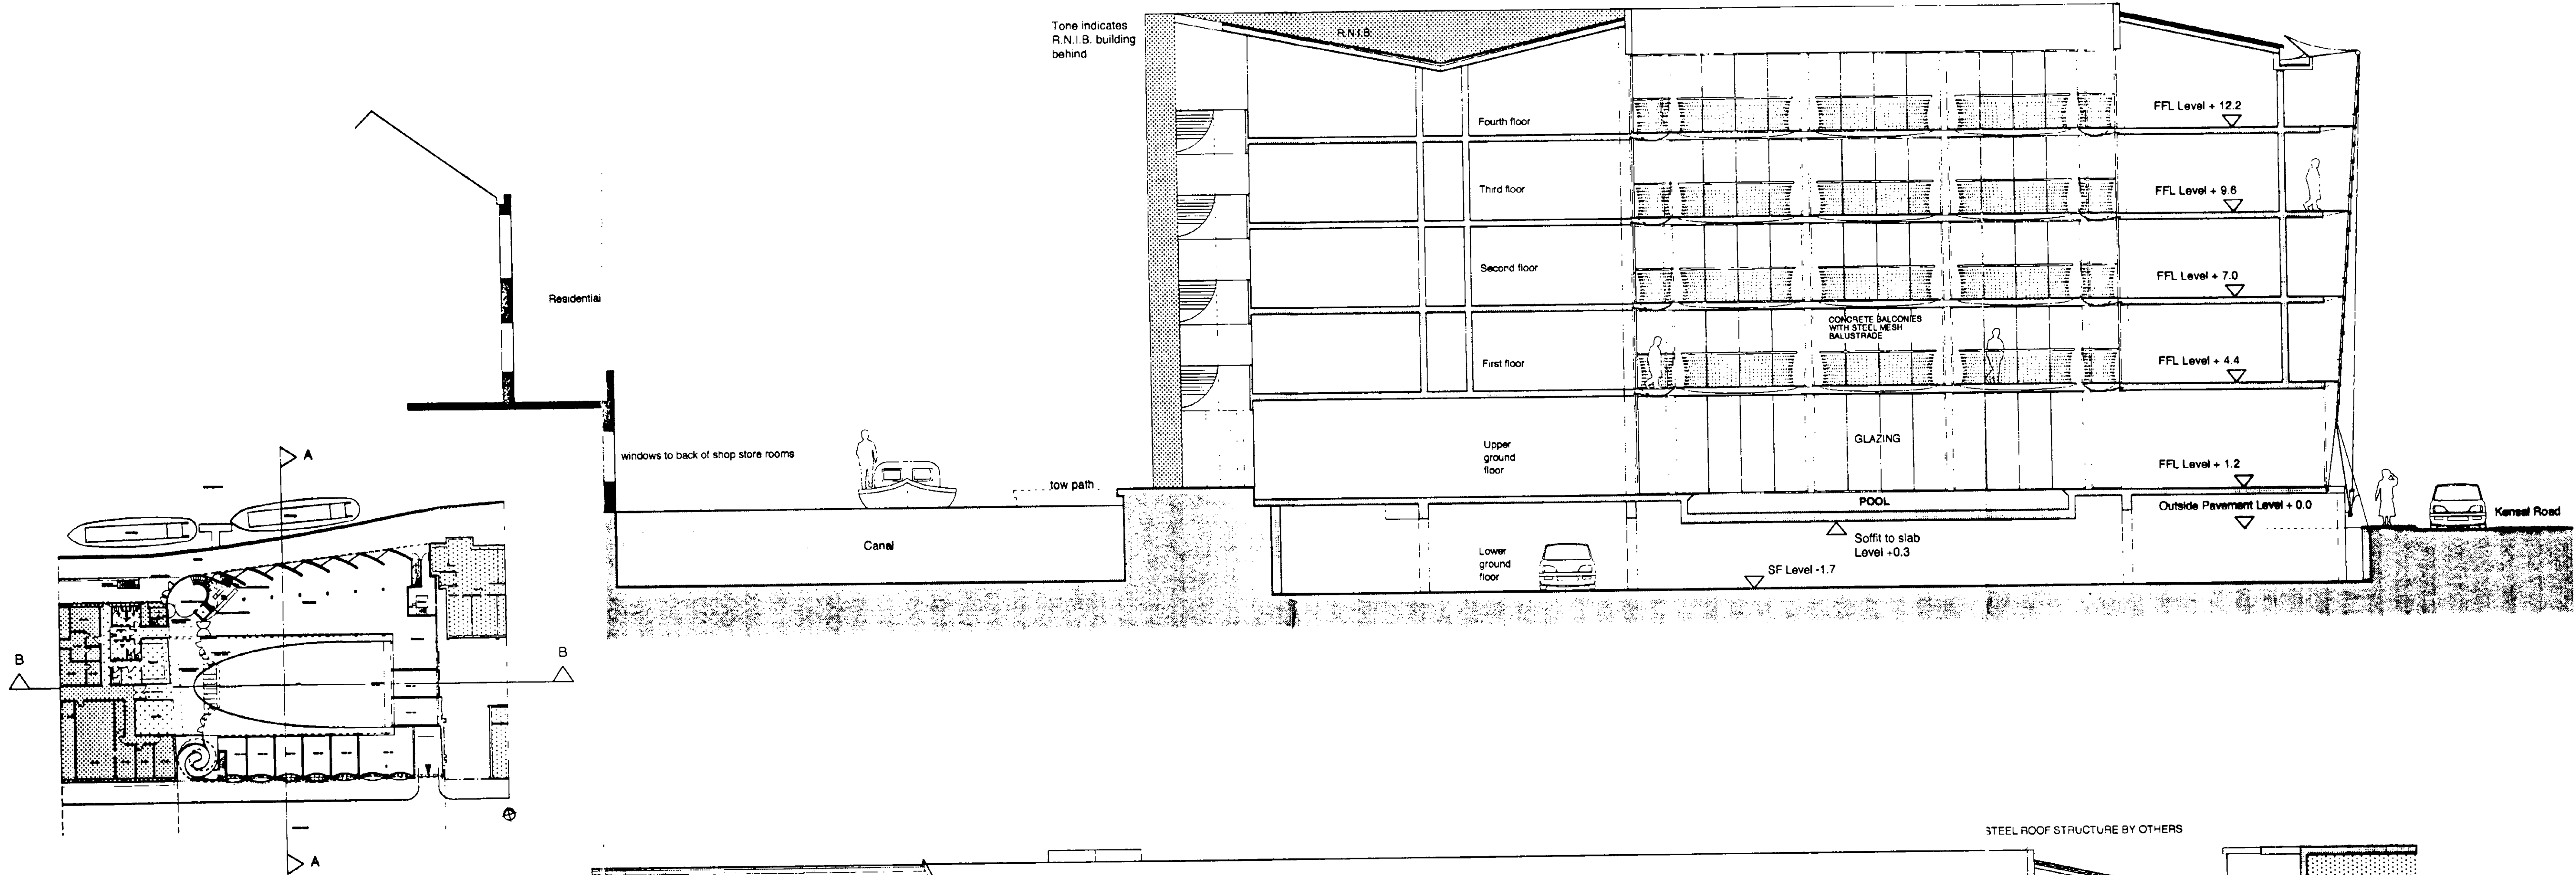 Tone indicates
R.N.I.B. building
behind
R.N.I.B.
Fourth floor
FFL Level + 12.2
Third floor
FFL Level + 9.6
Residential
Second floor
FFL Level + 7.0
CONCRETE BALCONIES
WITH STEEL MESH
BALUSTRADE
First floor
FFL Level + 4.4
windows to back of shop store rooms
tow path
Upper
ground
floor
GLAZING
FFL Level + 1.2
POOL
Outside Pavement Level + 0.0
Kensal Road
Canal
Soffit to slab
Level +0.3
Lower
ground
floor
SF Level -1.7
A
B
B
A
STEEL ROOF STRUCTURE BY OTHERS